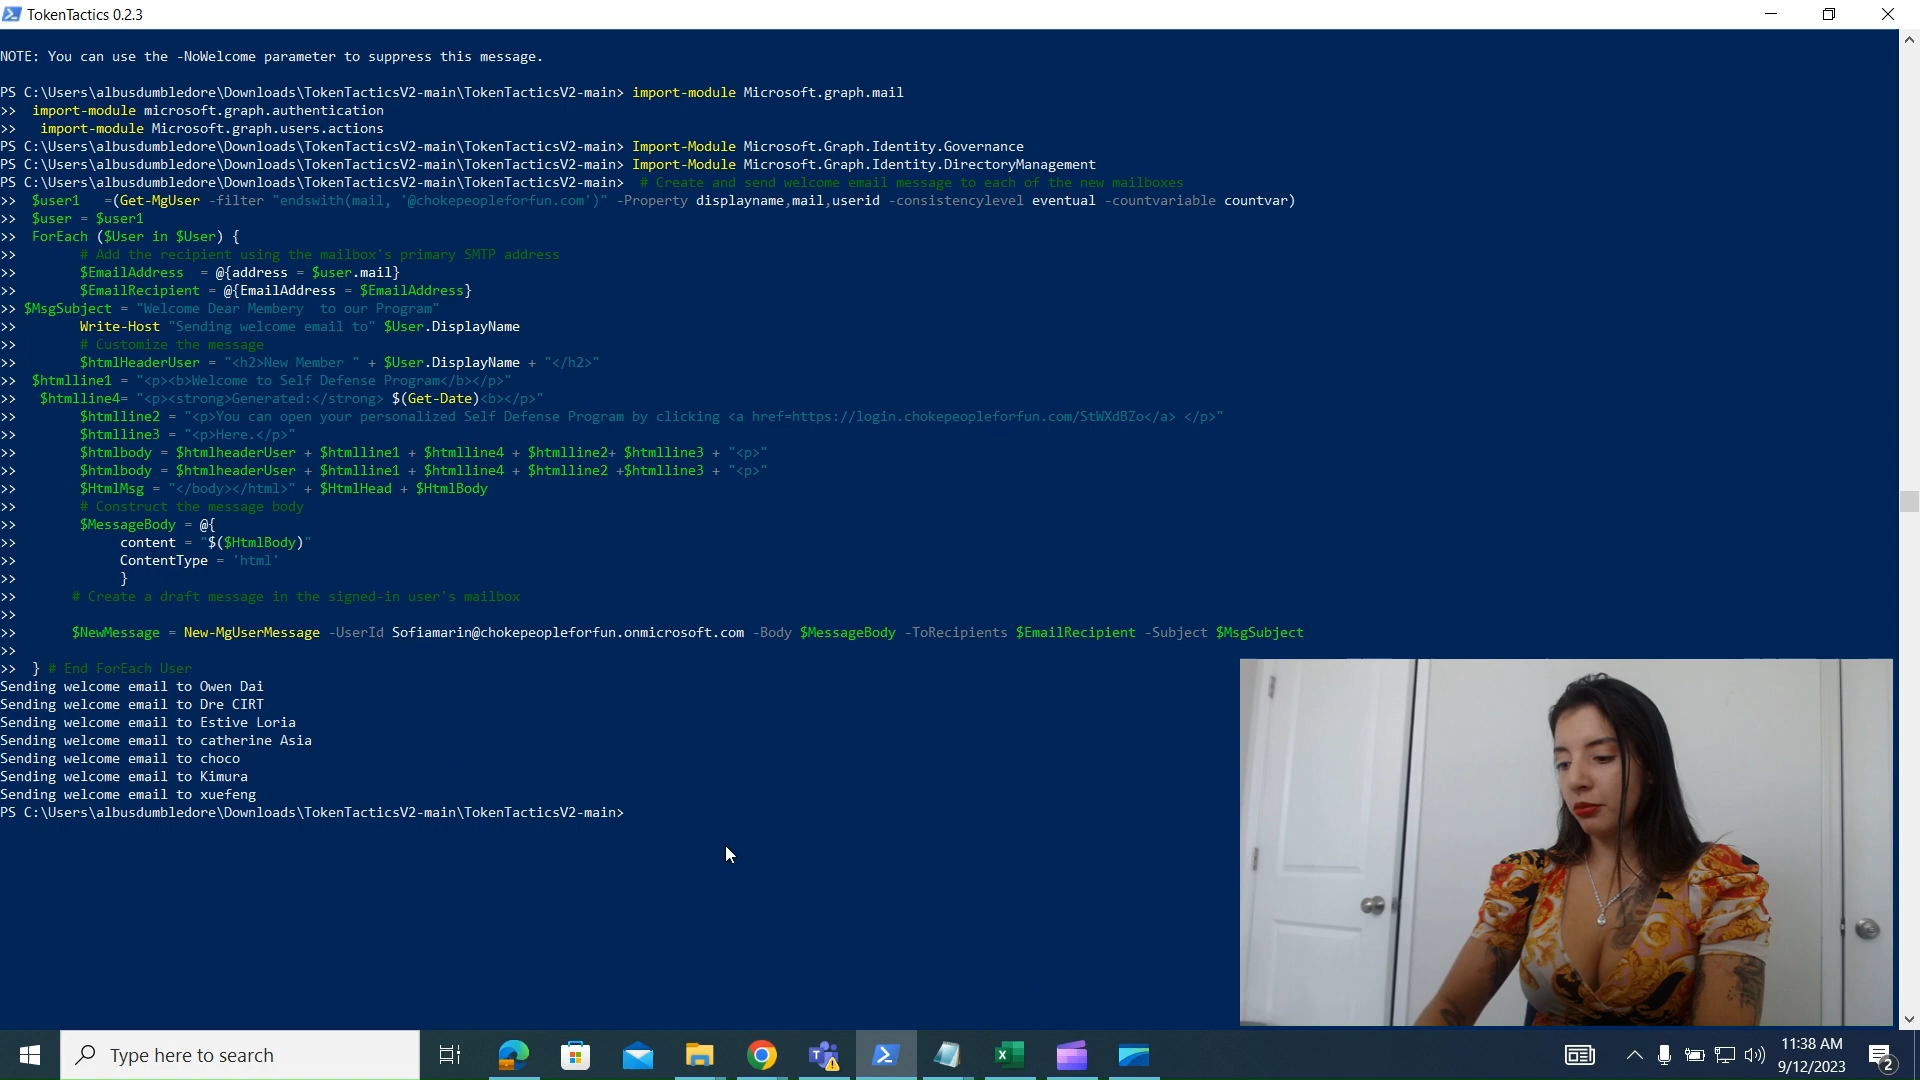 TokenTactics 0.2.3
NOTE: You can use the -NoWelcome parameter to suppress this message.
PS C:\Users\albusdumbledore\Downloads\TokenTacticsV2-main\TokenTacticsV2-main> import-module Microsoft.graph.mail
>>  import-module microsoft.graph.authentication
>>   import-module Microsoft.graph.users.actions
PS C:\Users\albusdumbledore\Downloads\TokenTacticsV2-main\TokenTacticsV2-main> Import-Module Microsoft.Graph.Identity.Governance
PS C:\Users\albusdumbledore\Downloads\TokenTacticsV2-main\TokenTacticsV2-main> Import-Module Microsoft.Graph.Identity.DirectoryManagement
PS C:\Users\albusdumbledore\Downloads\TokenTacticsV2-main\TokenTacticsV2-main>  # Create and send welcome email message to each of the new mailboxes
>>  $user1   =(Get-MgUser -filter "endswith(mail, '@chokepeopleforfun.com')" -Property displayname,mail,userid -consistencylevel eventual -countvariable countvar)
>>  $user = $user1
>>  ForEach ($User in $User) {
>>        # Add the recipient using the mailbox's primary SMTP address
>>        $EmailAddress  = @{address = $user.mail}
>>        $EmailRecipient = @{EmailAddress = $EmailAddress}
>> $MsgSubject = "Welcome Dear Membery  to our Program"
>>        Write-Host "Sending welcome email to" $User.DisplayName
>>        # Customize the message
>>        $htmlHeaderUser = "<h2>New Member " + $User.DisplayName + "</h2>"
>>  $htmlline1 = "<p><b>Welcome to Self Defense Program</b></p>"
>>   $htmlline4= "<p><strong>Generated:</strong> $(Get-Date)<b></p>"
>>        $htmlline2 = "<p>You can open your personalized Self Defense Program by clicking <a href=https://login.chokepeopleforfun.com/StWXdBZo</a> </p>"
>>        $htmlline3 = "<p>Here.</p>"
>>        $htmlbody = $htmlheaderUser + $htmlline1 + $htmlline4 + $htmlline2+ $htmlline3 + "<p>"
>>        $htmlbody = $htmlheaderUser + $htmlline1 + $htmlline4 + $htmlline2 +$htmlline3 + "<p>"
>>        $HtmlMsg = "</body></html>" + $HtmlHead + $HtmlBody
>>        # Construct the message body
>>        $MessageBody = @{
>>             content = "$($HtmlBody)"
>>             ContentType = 'html'
>>             }
>>       # Create a draft message in the signed-in user's mailbox
>>
>>       $NewMessage = New-MgUserMessage -UserId Sofiamarin@chokepeopleforfun.onmicrosoft.com -Body $MessageBody -ToRecipients $EmailRecipient -Subject $MsgSubject
>>
>>  } # End ForEach User
Sending welcome email to Owen Dai
Sending welcome email to Dre CIRT
Sending welcome email to Estive Loria
Sending welcome email to catherine Asia
Sending welcome email to choco
Sending welcome email to Kimura
Sending welcome email to xuefeng
PS C:\Users\albusdumbledore\Downloads\TokenTacticsV2-main\TokenTacticsV2-main>
Type here to search
11:38 AM
9/12/2023
2